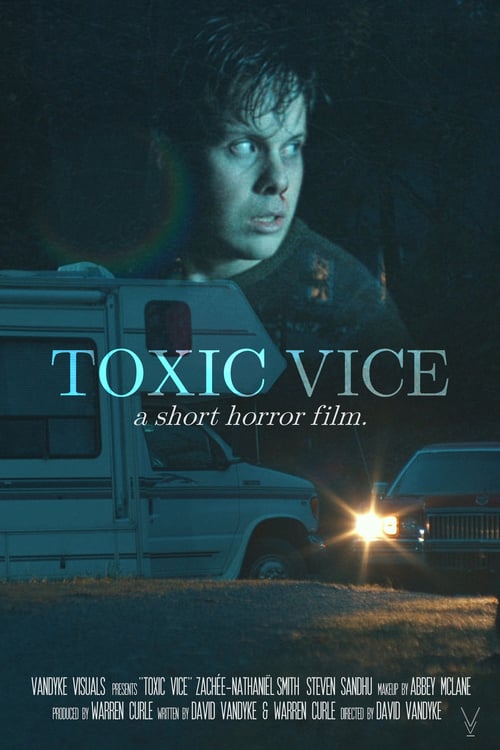 TOXIC VICE
a short horror film.
VANDYKE VISUALS PRESENTS "TOXIC VICE" ZACHÉE-NATHANIËL SMITH STEVEN SANDHU MAKEUP BY ABBEY MCLANE
PRODUCED BY WARREN CURLE WRITTEN BY DAVID VANDYKE & WARREN CURLE DIRECTED BY DAVID VANDYKE